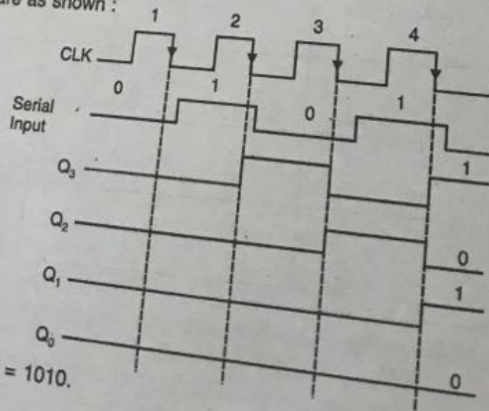 are as shown :
1 2 3 4
CLK
0 1 0 1
Serial
Input
Q3 1
Q2 0
Q1 1
Q0 0
= 1010.